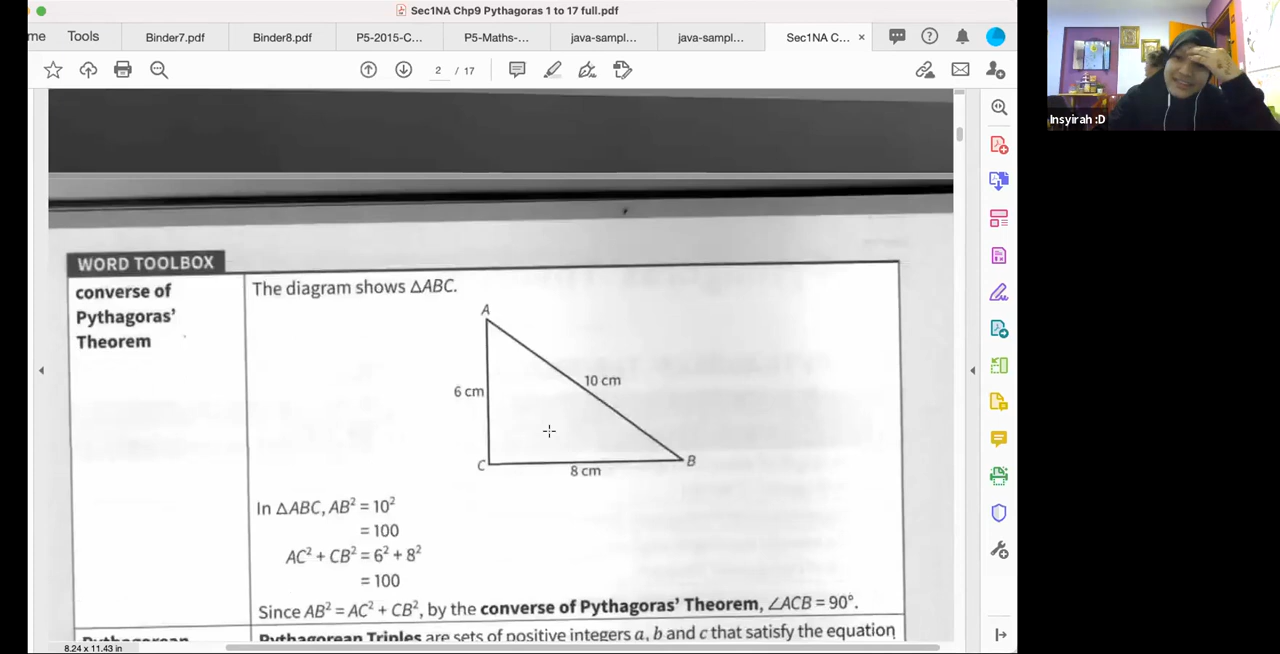 Sec1NA Chp9 Pythagoras 1 to 17 full.pdf
me Tools Binder7.pdf Binder8.pdf P5-2015-C... P5-Maths-... java-sampl... java-sampl... Sec1NA C... ×
2 / 17
Insyirah :D
WORD TOOLBOX
converse of
Pythagoras'
Theorem
The diagram shows △ABC.
A
10 cm
6 cm
C
B
8 cm
In △ABC, AB² = 10²
= 100
AC² + CB² = 6² + 8²
= 100
Since AB² = AC² + CB², by the converse of Pythagoras' Theorem, ∠ACB = 90°.
Pythagorean
Pythagorean Triples are sets of positive integers a, b and c that satisfy the equation
8.24 x 11.43 in